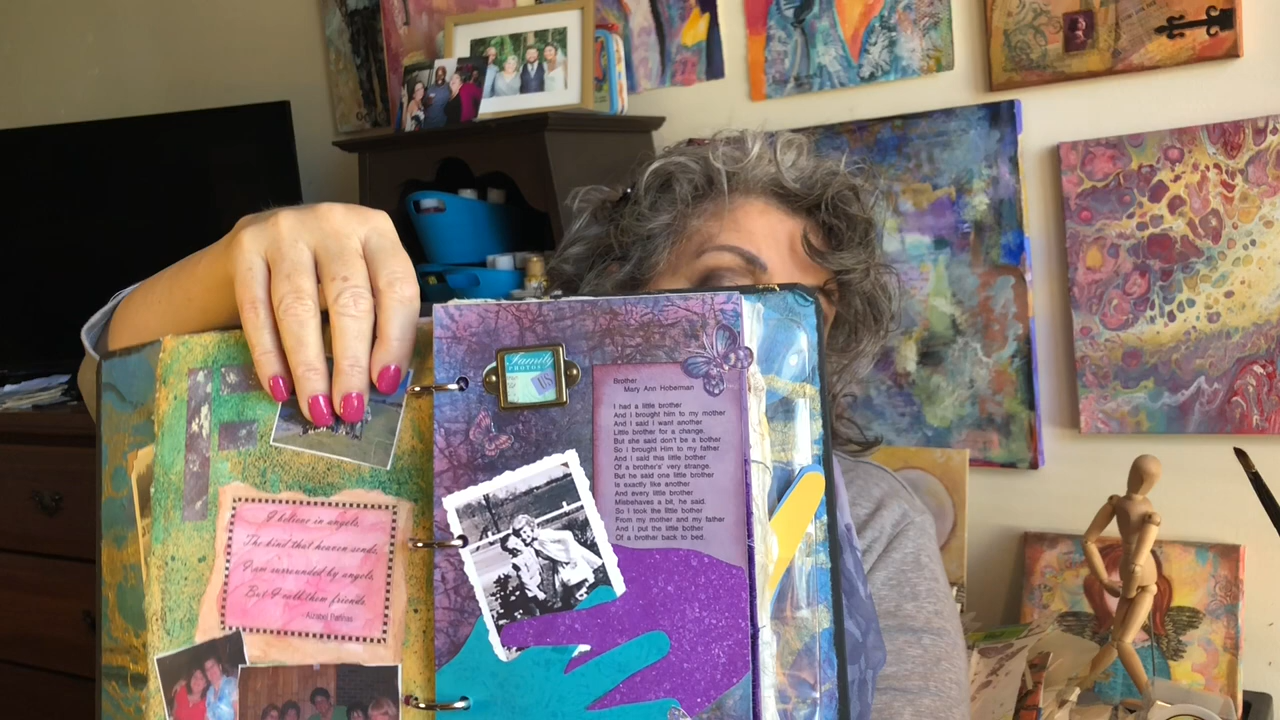 I believe in angels,
The kind that heaven sends,
I am surrounded by angels,
But I call them friends.
Family
PHOTOS
US
Brother
Mary Ann Hoberman
I had a little brother
And I brought him to my mother
And I said I want another
Little brother for a change.
But she said don't be a bother
So I brought Him to my father
And I said this little bother
Of a brother's' very strange.
But he said one little brother
Is exactly like another
And every little brother
Misbehaves a bit, he said.
So I took the little bother
From my mother and my father
And I put the little bother
Of a brother back to bed.